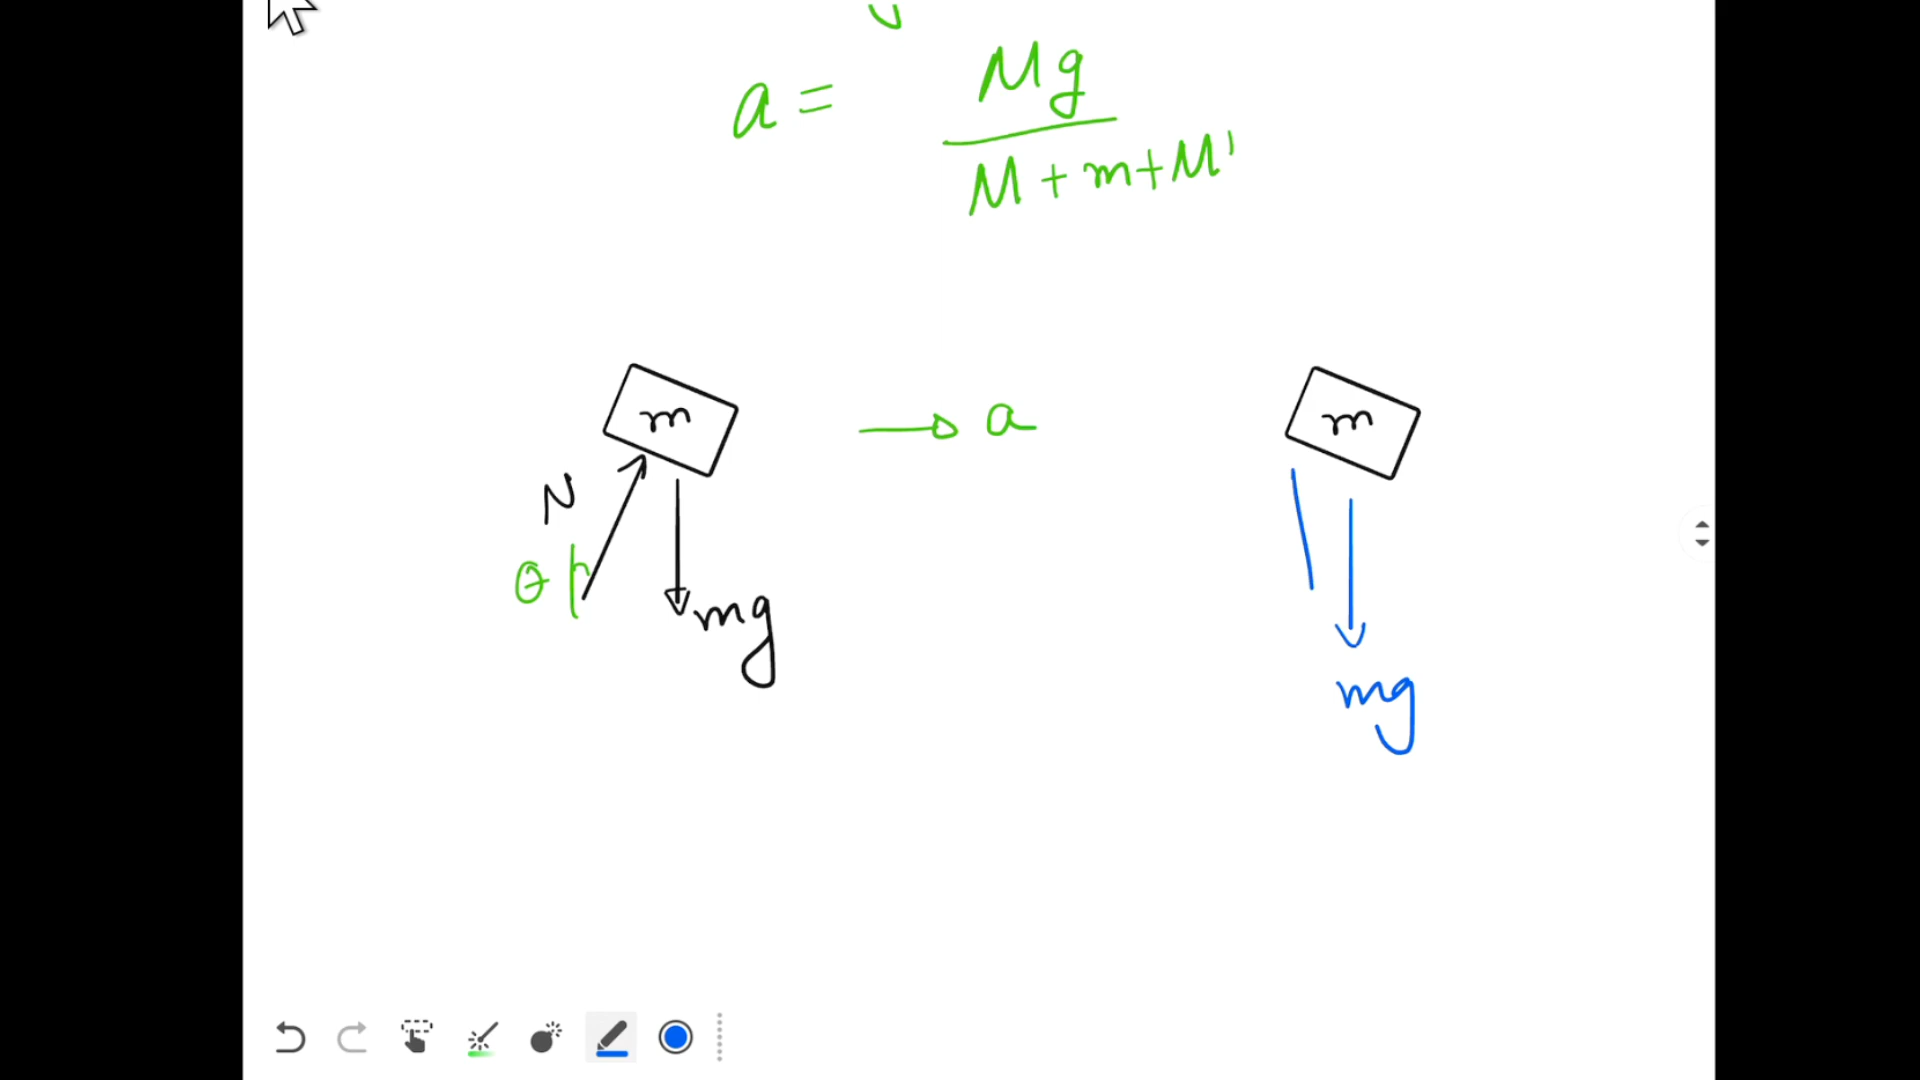 a = Mg / M + m + M'
m
a
m
N
θ
mg
mg